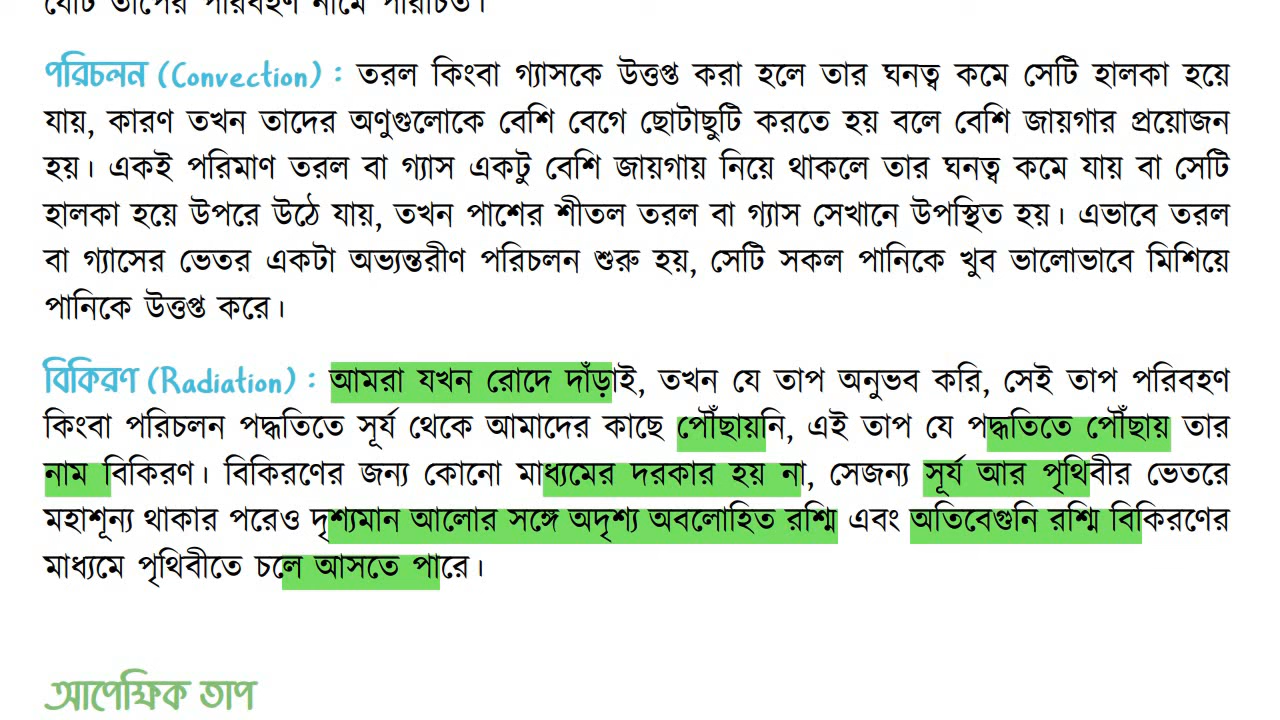 যেটি তাপের পরিবহণ নামে পরিচিত।
পরিচলন (Convection) : তরল কিংবা গ্যাসকে উত্তপ্ত করা হলে তার ঘনত্ব কমে সেটি হালকা হয়ে
যায়, কারণ তখন তাদের অণুগুলোকে বেশি বেগে ছোটাছুটি করতে হয় বলে বেশি জায়গার প্রয়োজন
হয়। একই পরিমাণ তরল বা গ্যাস একটু বেশি জায়গায় নিয়ে থাকলে তার ঘনত্ব কমে যায় বা সেটি
হালকা হয়ে উপরে উঠে যায়, তখন পাশের শীতল তরল বা গ্যাস সেখানে উপস্থিত হয়। এভাবে তরল
বা গ্যাসের ভেতর একটা অভ্যন্তরীণ পরিচলন শুরু হয়, সেটি সকল পানিকে খুব ভালোভাবে মিশিয়ে
পানিকে উত্তপ্ত করে।
বিকিরণ (Radiation) : আমরা যখন রোদে দাঁড়াই, তখন যে তাপ অনুভব করি, সেই তাপ পরিবহণ
কিংবা পরিচলন পদ্ধতিতে সূর্য থেকে আমাদের কাছে পৌঁছায়নি, এই তাপ যে পদ্ধতিতে পৌঁছায় তার
নাম বিকিরণ। বিকিরণের জন্য কোনো মাধ্যমের দরকার হয় না, সেজন্য সূর্য আর পৃথিবীর ভেতরে
মহাশূন্য থাকার পরেও দৃশ্যমান আলোর সঙ্গে অদৃশ্য অবলোহিত রশ্মি এবং অতিবেগুনি রশ্মি বিকিরণের
মাধ্যমে পৃথিবীতে চলে আসতে পারে।
আপেক্ষিক তাপ